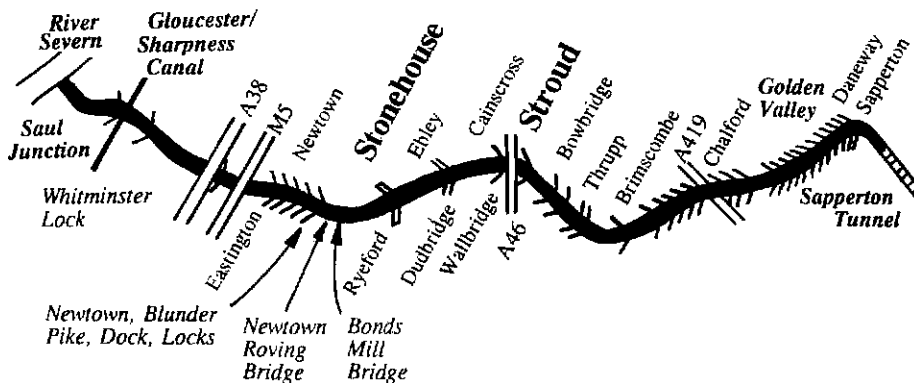 River
Severn
Gloucester/
Sharpness
Canal
A38
M5
Newtown
Stonehouse
Ebley
Cainscross
Stroud
Bowbridge
Thrupp
Brimscombe
A419
Chalford
Golden
Valley
Daneway
Sapperton
Saul
Junction
Whitminster
Lock
Eastington
Ryeford
Dudbridge
Wallbridge
A46
Sapperton
Tunnel
Newtown, Blunder
Pike, Dock, Locks
Newtown
Roving
Bridge
Bonds
Mill
Bridge